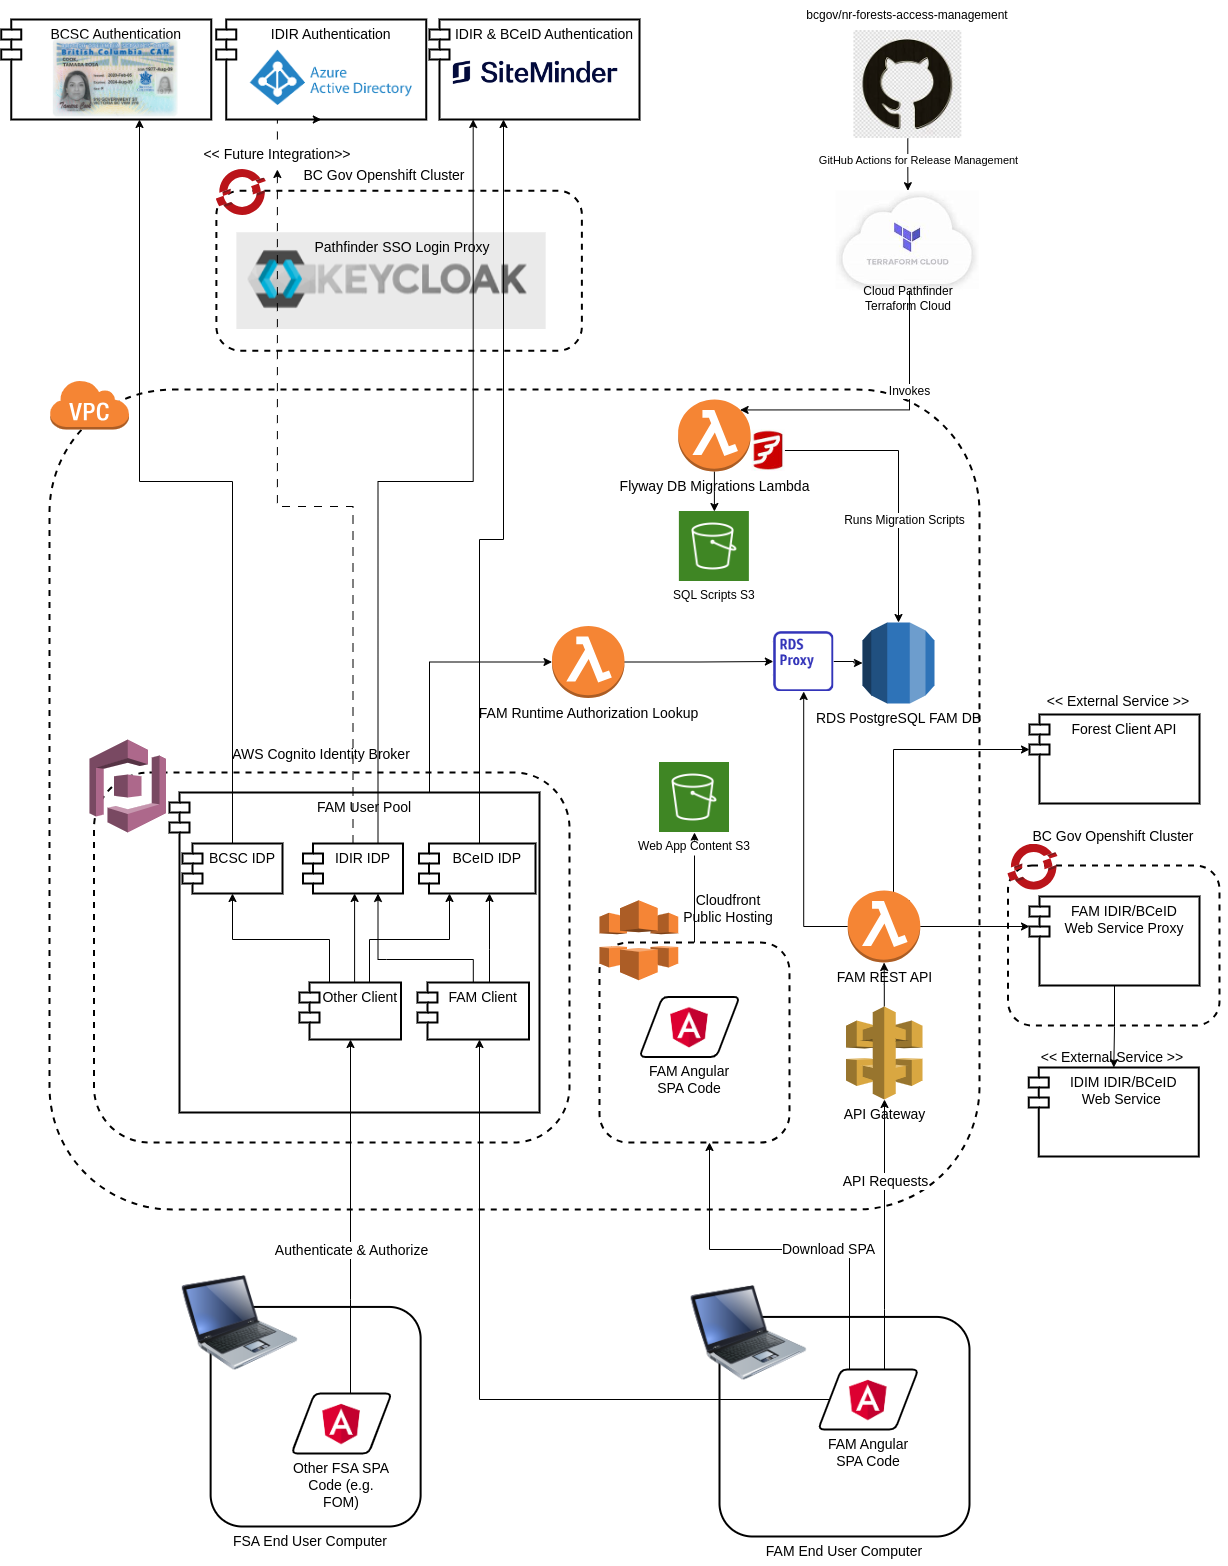 bcgov/nr-forests-access-management
BCSC Authentication
British Columbia CAN
IDIR Authentication
Azure
Active Directory
IDIR & BCeID Authentication
SiteMinder
GitHub Actions for Release Management
<< Future Integration>>
BC Gov Openshift Cluster
Pathfinder SSO Login Proxy
KEYCLOAK
TERRAFORM CLOUD
Cloud Pathfinder
Terraform Cloud
Invokes
VPC
Flyway DB Migrations Lambda
Runs Migration Scripts
SQL Scripts S3
RDS
Proxy
FAM Runtime Authorization Lookup
RDS PostgreSQL FAM DB
<< External Service >>
Forest Client API
AWS Cognito Identity Broker
FAM User Pool
BCSC IDP
IDIR IDP
BCeID IDP
Web App Content S3
BC Gov Openshift Cluster
Cloudfront
Public Hosting
FAM IDIR/BCeID
Web Service Proxy
FAM REST API
Other Client
FAM Client
FAM Angular
SPA Code
<< External Service >>
IDIM IDIR/BCeID
Web Service
API Gateway
API Requests
Authenticate & Authorize
Download SPA
Other FSA SPA
Code (e.g.
FOM)
FSA End User Computer
FAM Angular
SPA Code
FAM End User Computer